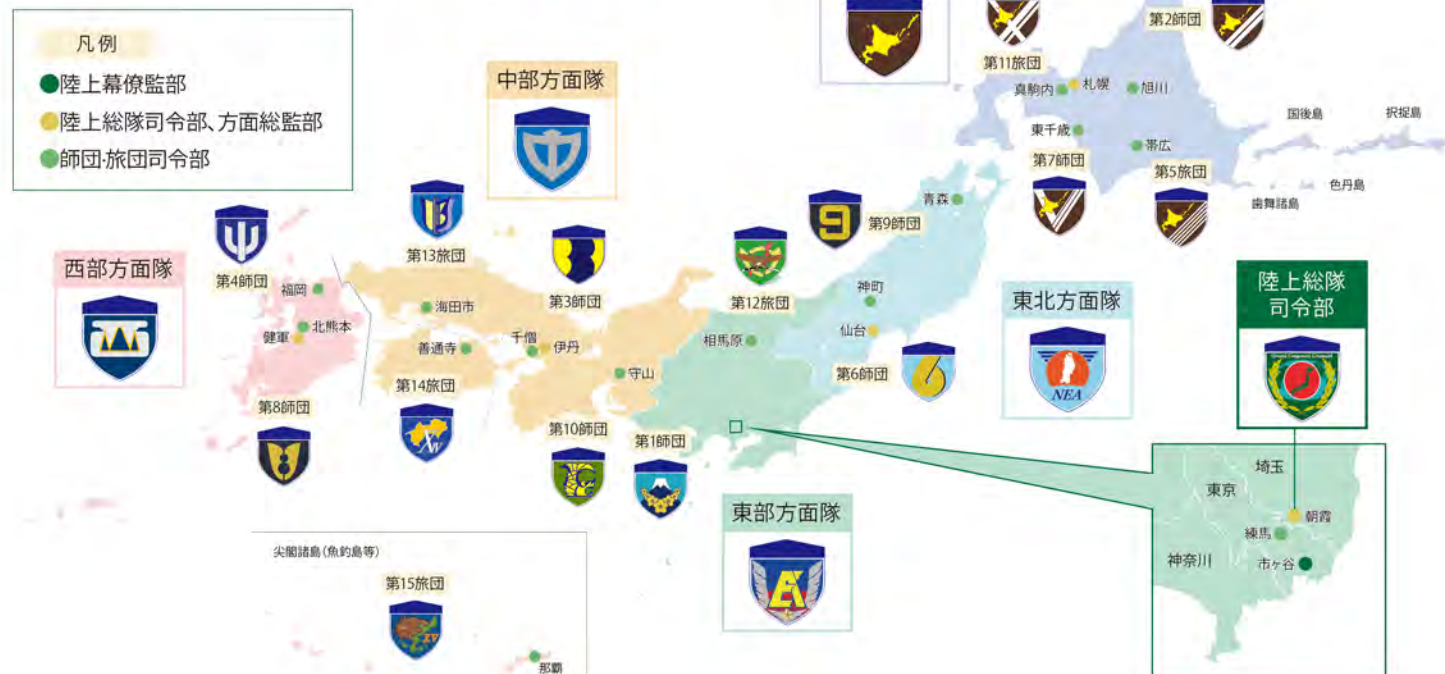 凡例
陸上幕僚監部
陸上総隊司令部、方面総監部
師団・旅団司令部
中部方面隊
第11旅団
第2師団
真駒内
札幌
旭川
東千歳
帯広
国後島
択捉島
色丹島
歯舞諸島
第7師団
第5旅団
西部方面隊
第4師団
福岡
健軍
北熊本
第8師団
第13旅団
海田市
善通寺
第14旅団
XIV
第3師団
千僧
伊丹
守山
第10師団
第1師団
第12旅団
相馬原
9
第9師団
青森
神町
仙台
第6師団
6
東北方面隊
NEA
東部方面隊
EA
陸上総隊
司令部
Ground Component Command
埼玉
東京
朝霞
練馬
神奈川
市ヶ谷
尖閣諸島(魚釣島等)
第15旅団
XV
那覇